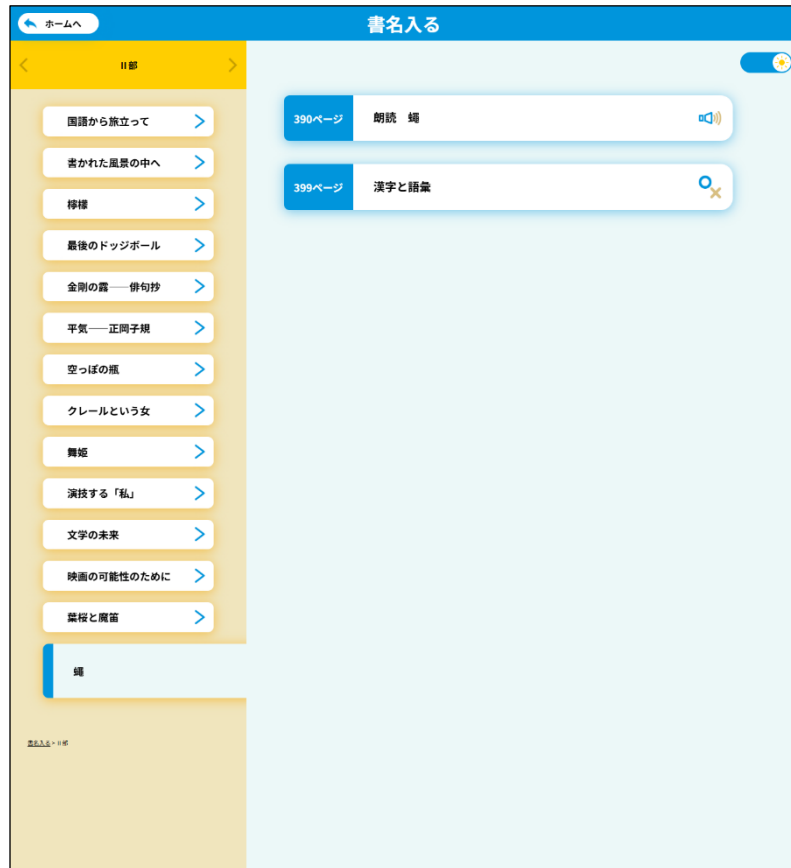 ホームへ
書名入る
II部
国語から旅立って
書かれた風景の中へ
檸檬
最後のドッジボール
金剛の露――俳句抄
平気――正岡子規
空っぽの瓶
クレールという女
舞姫
演技する「私」
文学の未来
映画の可能性のために
葉桜と魔笛
蠅
書名入る > II部
390ページ
朗読　蠅
399ページ
漢字と語彙